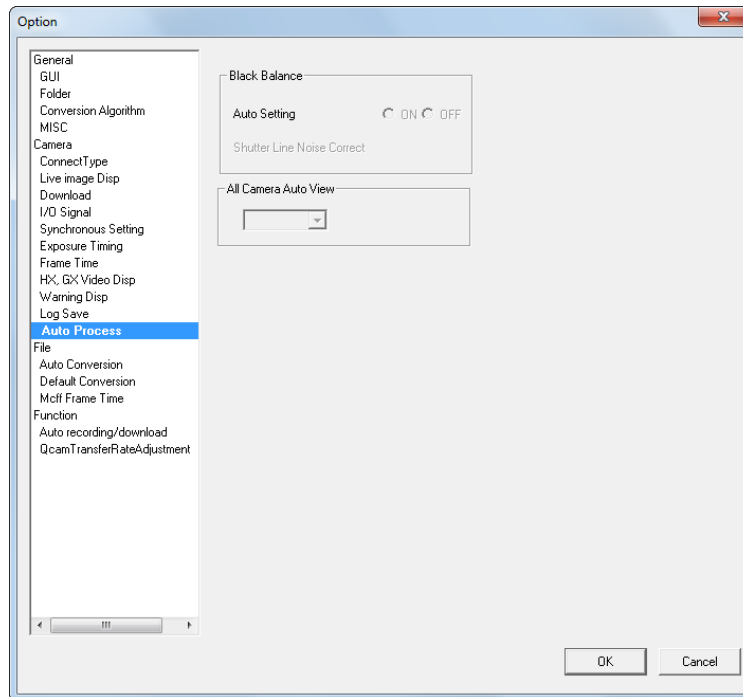 Option
General
GUI
Folder
Conversion Algorithm
MISC
Camera
ConnectType
Live image Disp
Download
I/O Signal
Synchronous Setting
Exposure Timing
Frame Time
HX, GX Video Disp
Warning Disp
Log Save
Auto Process
File
Auto Conversion
Default Conversion
Mcff Frame Time
Function
Auto recording/download
QcamTransferRateAdjustment
Black Balance
Auto Setting ON OFF
Shutter Line Noise Correct
All Camera Auto View
OK Cancel